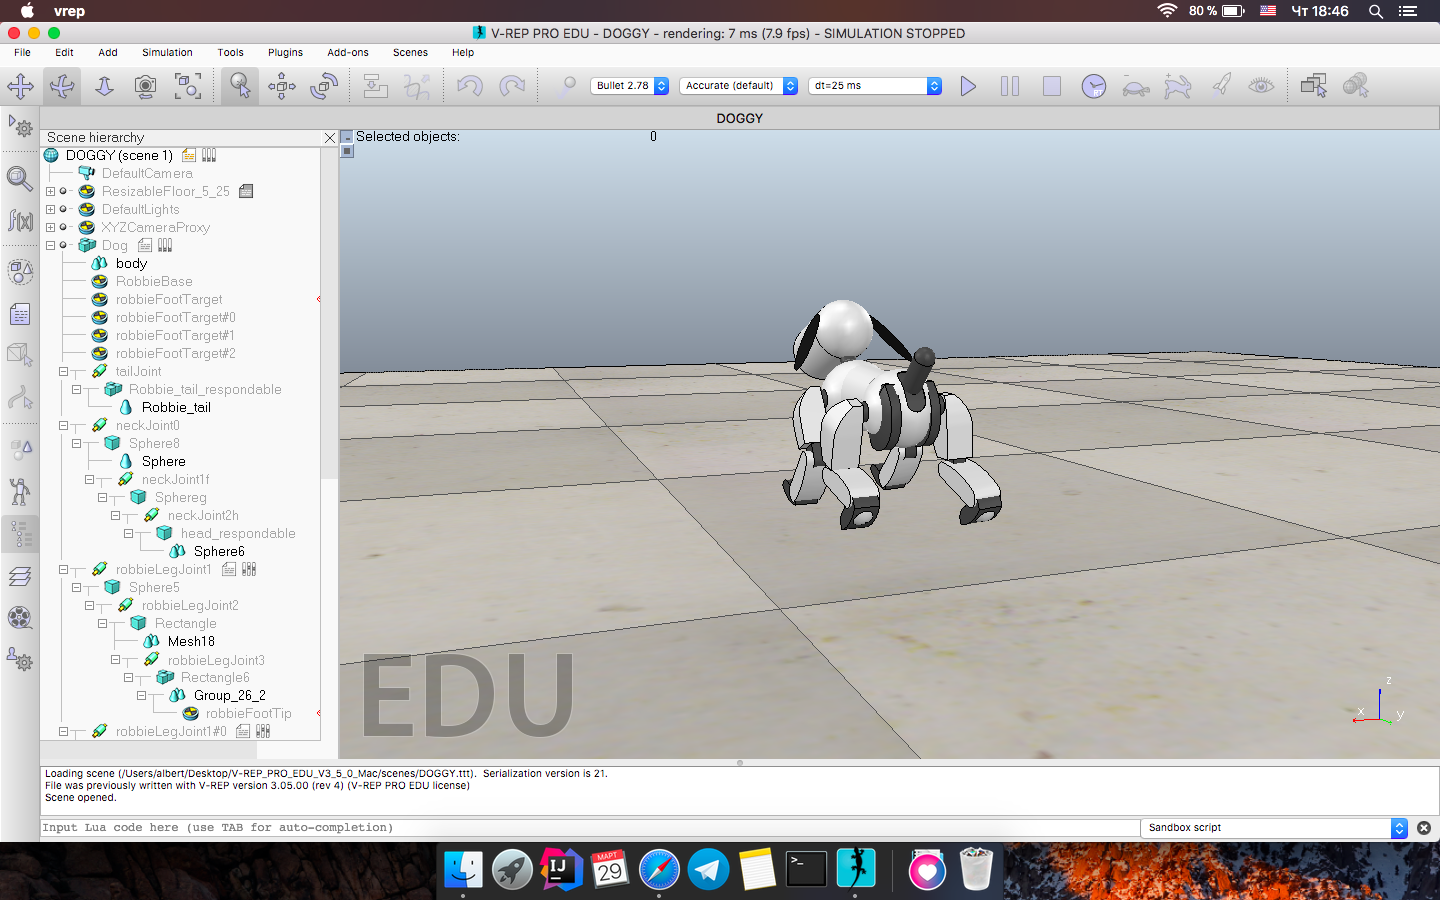 vrep
80 %
Чт 18:46
V-REP PRO EDU - DOGGY - rendering: 7 ms (7.9 fps) - SIMULATION STOPPED
File Edit Add Simulation Tools Plugins Add-ons Scenes Help
Bullet 2.78
Accurate (default)
dt=25 ms
RT
DOGGY
Scene hierarchy
Selected objects: 0
f(x)
DOGGY (scene 1)
DefaultCamera
ResizableFloor_5_25
DefaultLights
XYZCameraProxy
Dog
body
RobbieBase
robbieFootTarget
robbieFootTarget#0
robbieFootTarget#1
robbieFootTarget#2
tailJoint
Robbie_tail_respondable
Robbie_tail
neckJoint0
Sphere8
Sphere
neckJoint1f
Sphereg
neckJoint2h
head_respondable
Sphere6
robbieLegJoint1
Sphere5
robbieLegJoint2
Rectangle
Mesh18
robbieLegJoint3
Rectangle6
Group_26_2
robbieFootTip
robbieLegJoint1#0
EDU
z
x
y
Loading scene (/Users/albert/Desktop/V-REP_PRO_EDU_V3_5_0_Mac/scenes/DOGGY.ttt). Serialization version is 21.
File was previously written with V-REP version 3.05.00 (rev 4) (V-REP PRO EDU license)
Scene opened.
Input Lua code here (use TAB for auto-completion)
Sandbox script
IJ
МАРТ
29
>_